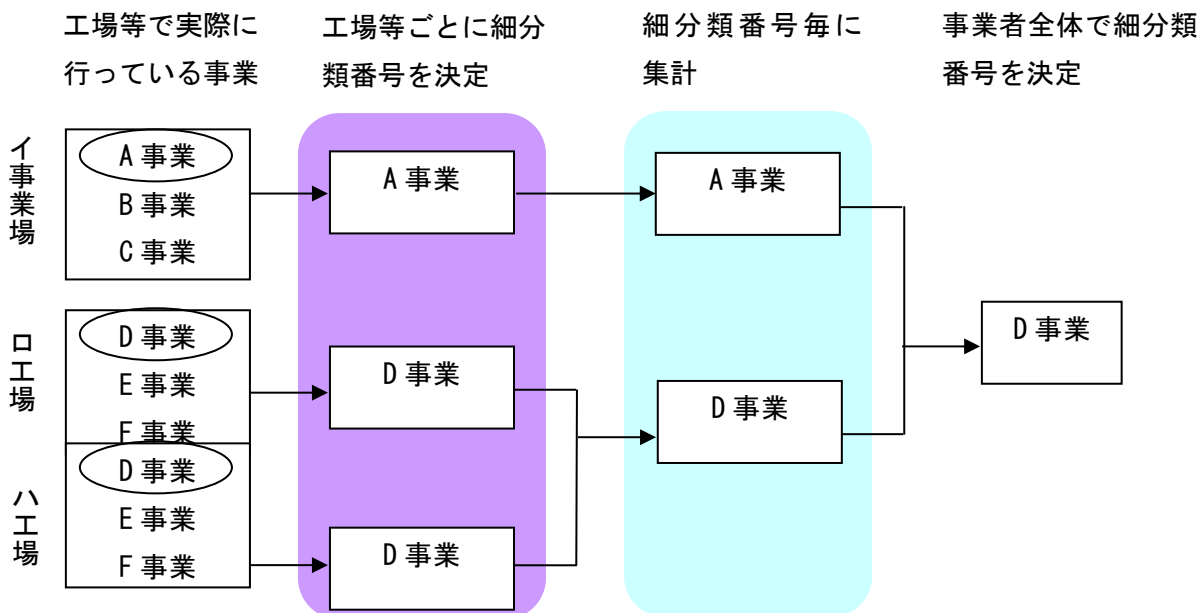 工場等で実際に
行っている事業
工場等ごとに細分
類番号を決定
細分類番号毎に
集計
事業者全体で細分類
番号を決定
イ事業場
A事業
B事業
C事業
A事業
A事業
ロ工場
D事業
E事業
F事業
D事業
D事業
D事業
ハ工場
D事業
E事業
F事業
D事業